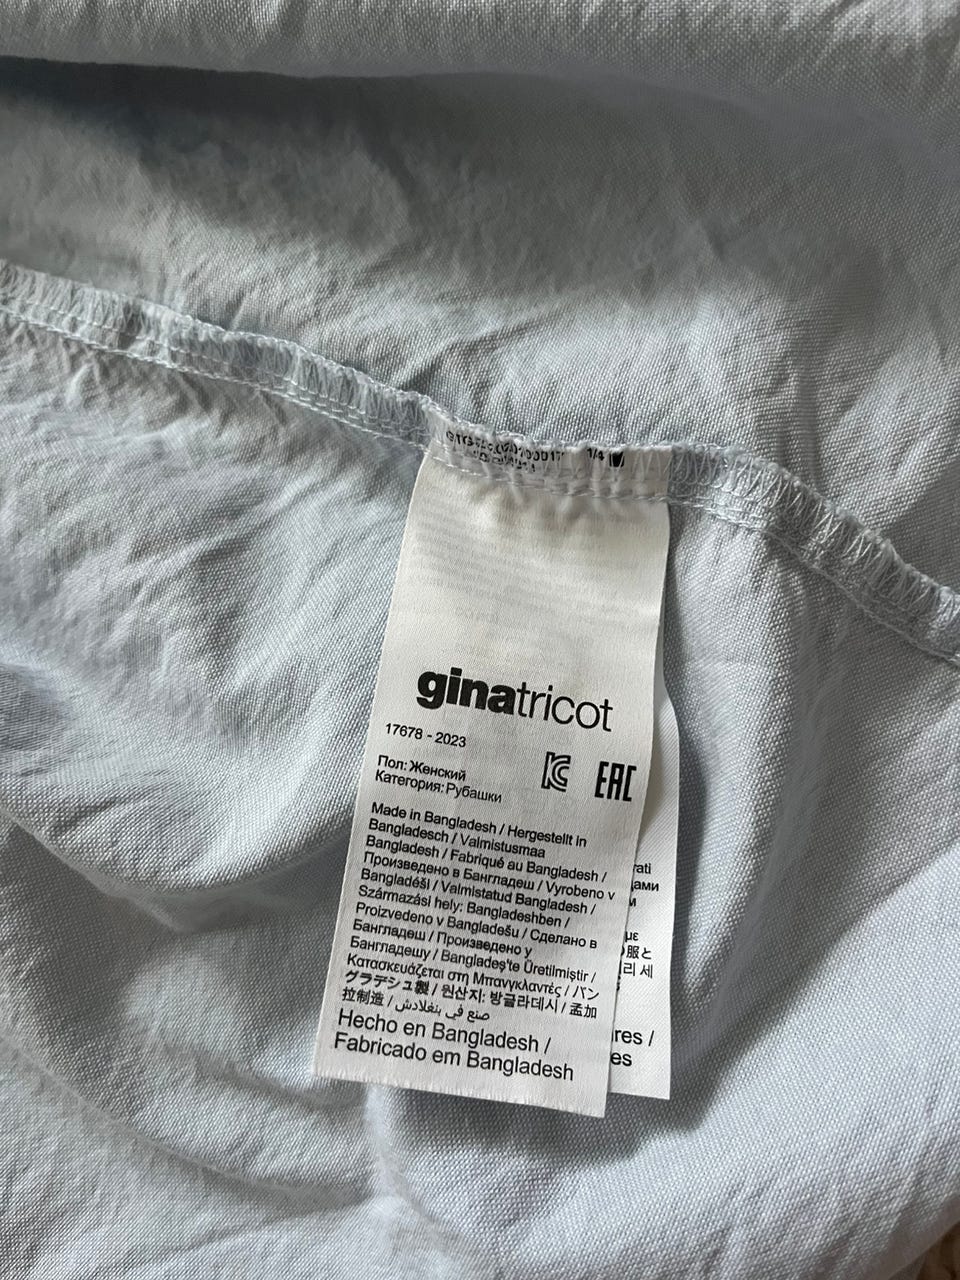 1/4
ginatricot
17678 - 2023
Пол: Женский
Категория: Рубашки
EAC
Made in Bangladesh / Hergestellt in
Bangladesch / Valmistusmaa
Bangladesh / Fabriqué au Bangladesh /
Произведено в Бангладеш / Vyrobeno v
Bangladéši / Valmistatud Bangladesh /
Származási hely: Bangladeshben /
Proizvedeno v Bangladešu / Сделано в
Бангладеш / Произведено у
Бангладешу / Bangladeş'te Üretilmiştir /
Κατασκευάζεται στη Μπανγκλαντές / バン
グラデシュ製 / 원산지: 방글라데시 / 孟加
拉制造 / صنع في بنغلادش
Hecho en Bangladesh /
Fabricado em Bangladesh